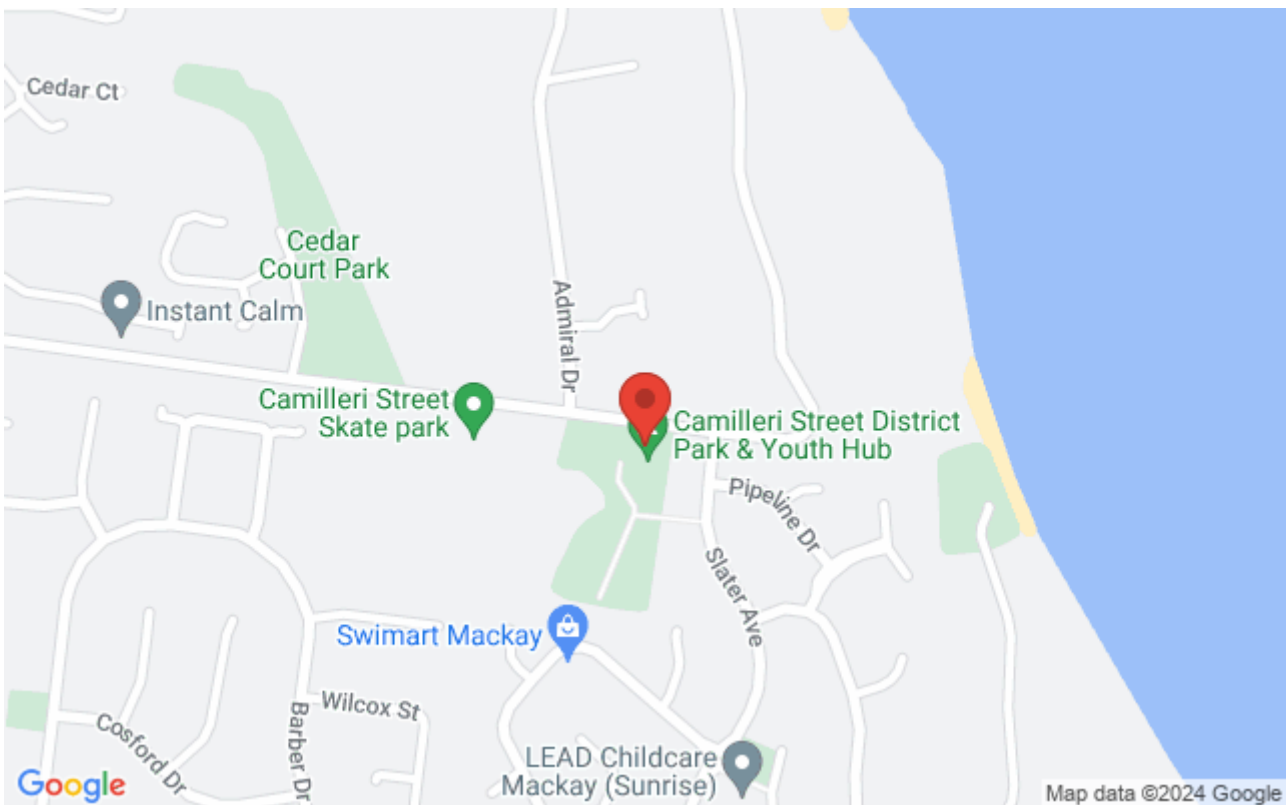 Cedar Ct
Cedar
Court Park
Instant Calm
Admiral Dr
Camilleri Street
Skate park
Camilleri Street District
Park & Youth Hub
Pipeline Dr
Slater Ave
Swimart Mackay
Wilcox St
Barber Dr
Cosford Dr
LEAD Childcare
Mackay (Sunrise)
Google
Map data ©2024 Google